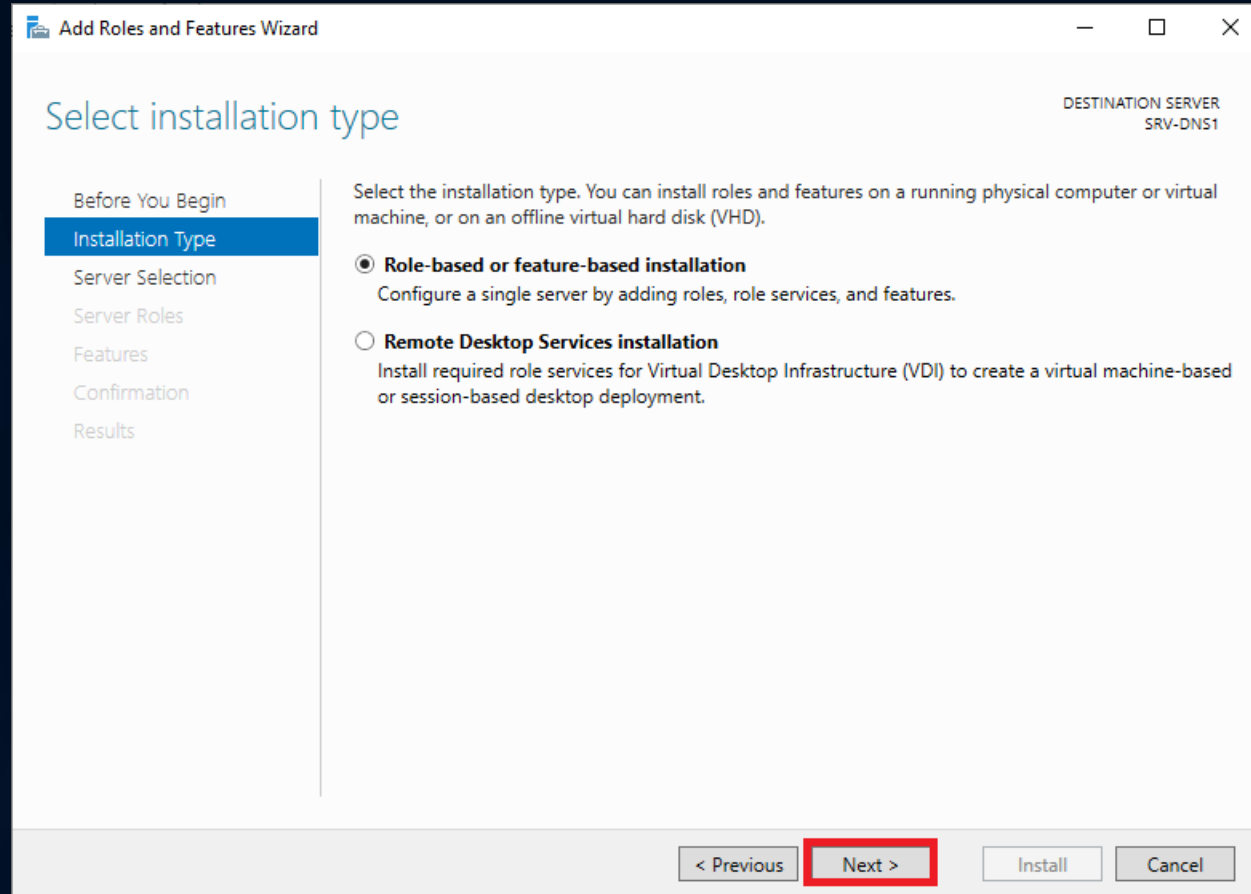 Add Roles and Features Wizard
Select installation type
DESTINATION SERVER
SRV-DNS1
Before You Begin
Installation Type
Server Selection
Server Roles
Features
Confirmation
Results
Select the installation type. You can install roles and features on a running physical computer or virtual
machine, or on an offline virtual hard disk (VHD).
Role-based or feature-based installation
Configure a single server by adding roles, role services, and features.
Remote Desktop Services installation
Install required role services for Virtual Desktop Infrastructure (VDI) to create a virtual machine-based
or session-based desktop deployment.
< Previous
Next >
Install
Cancel